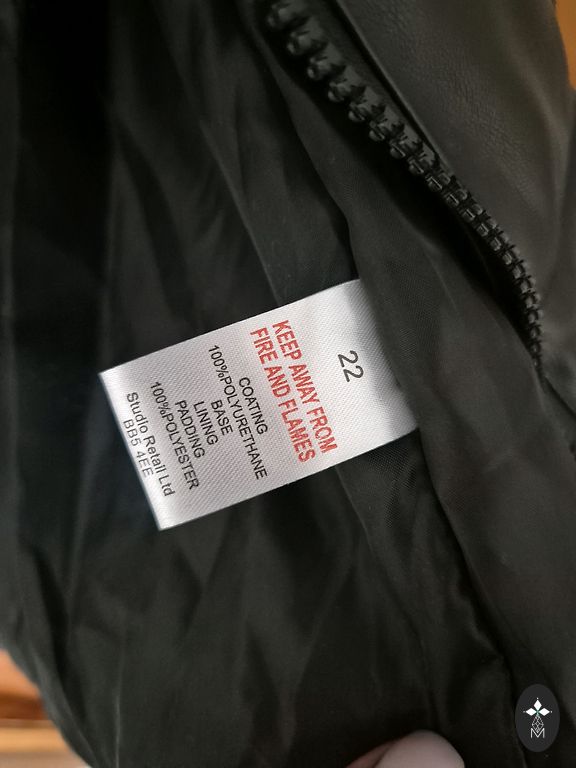 22
KEEP AWAY FROM
FIRE AND FLAMES
COATING
100%POLYURETHANE
BASE
LINING
PADDING
100%POLYESTER
Studio Retail Ltd
BB5 4EE
M